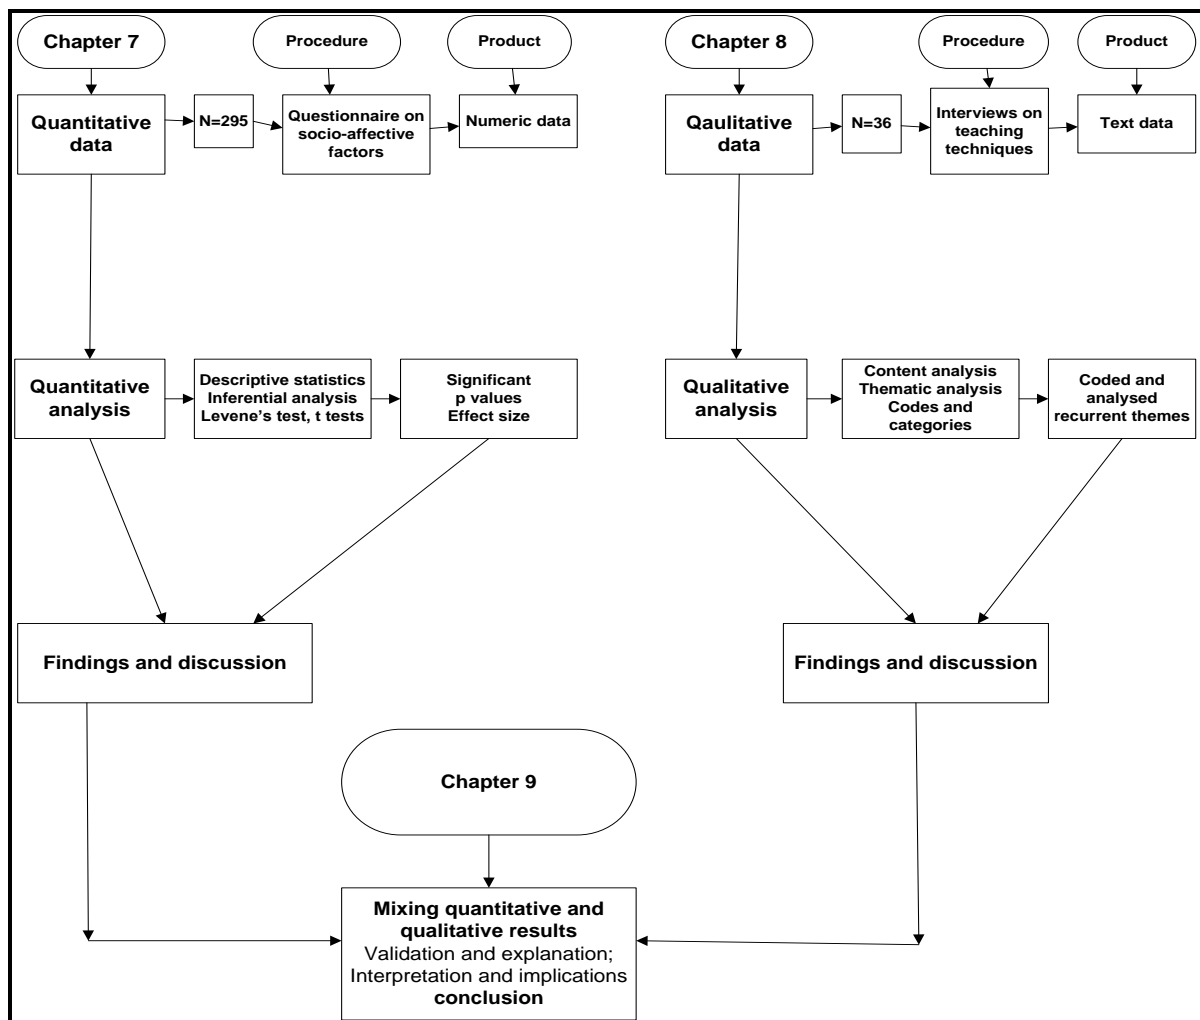 Chapter 7
Procedure
Product
Chapter 8
Procedure
Product
Quantitative
data
N=295
Questionnaire on
socio-affective
factors
Numeric data
Qaulitative
data
N=36
Interviews on
teaching
techniques
Text data
Quantitative
analysis
Descriptive statistics
Inferential analysis
Levene's test, t tests
Significant
p values
Effect size
Qualitative
analysis
Content analysis
Thematic analysis
Codes and
categories
Coded and
analysed
recurrent themes
Findings and discussion
Findings and discussion
Chapter 9
Mixing quantitative and
qualitative results
Validation and explanation;
Interpretation and implications
conclusion